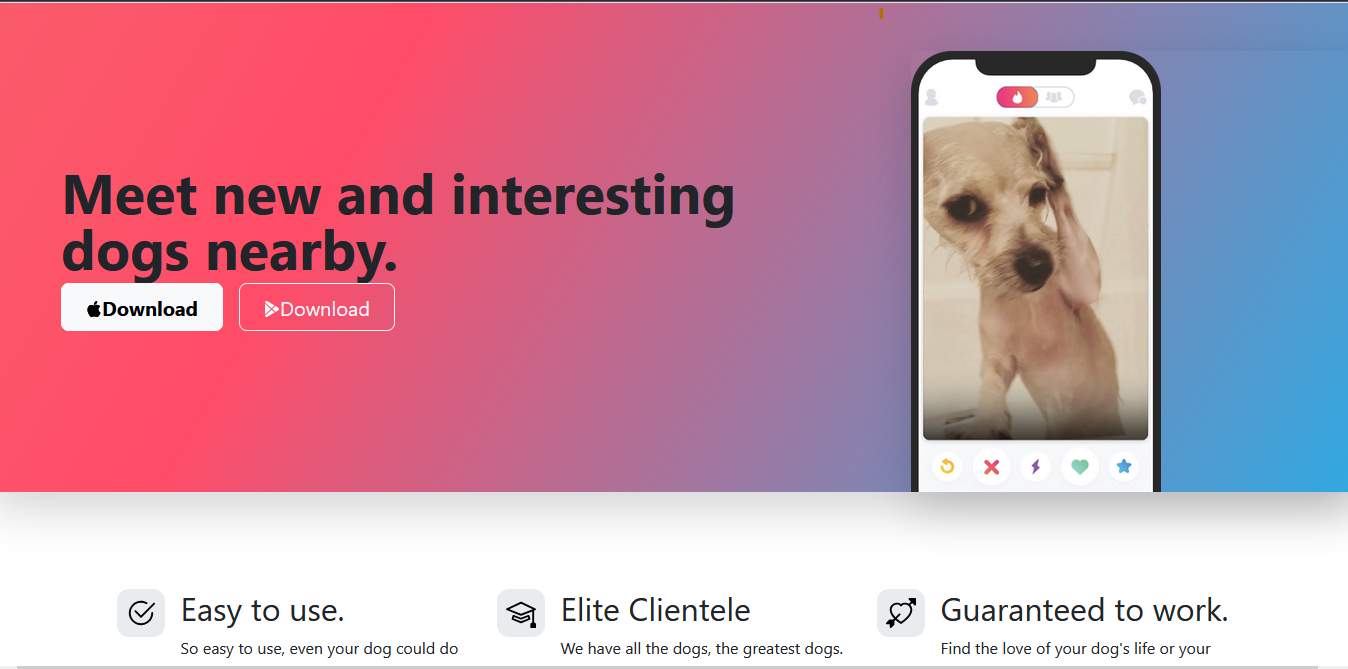 Meet new and interesting
dogs nearby.
Download
Download
Easy to use.
So easy to use, even your dog could do
Elite Clientele
We have all the dogs, the greatest dogs.
Guaranteed to work.
Find the love of your dog's life or your